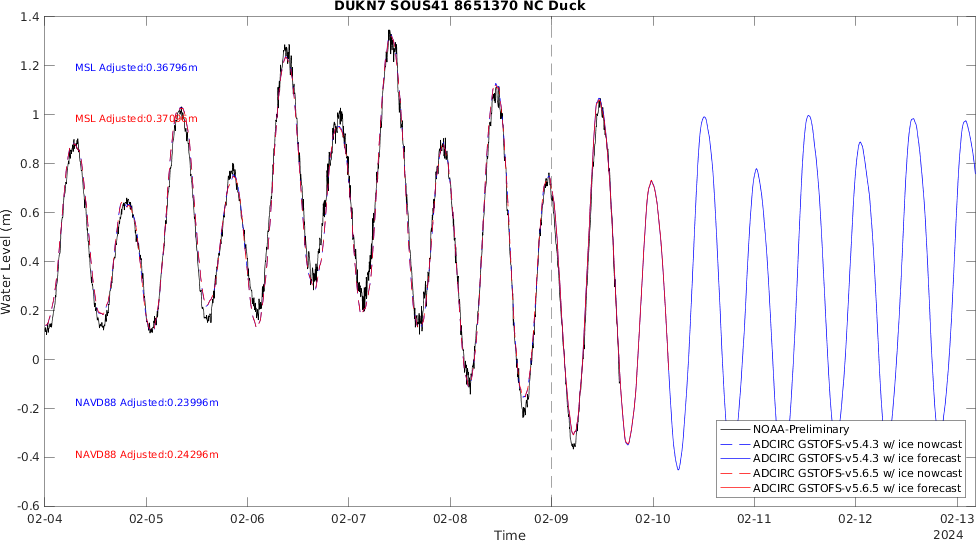 DUKN7 SOUS41 8651370 NC Duck
1.4
1.2
MSL Adjusted:0.36796m
1
MSL Adjusted:0.37096m
0.8
0.6
Water Level (m)
0.4
0.2
0
-0.2
NAVD88 Adjusted:0.23996m
NOAA-Preliminary
ADCIRC GSTOFS-v5.4.3 w/ ice nowcast
-0.4
NAVD88 Adjusted:0.24296m
ADCIRC GSTOFS-v5.4.3 w/ ice forecast
ADCIRC GSTOFS-v5.6.5 w/ ice nowcast
ADCIRC GSTOFS-v5.6.5 w/ ice forecast
-0.6
02-04 02-05 02-06 02-07 02-08 02-09 02-10 02-11 02-12 02-13
Time
2024